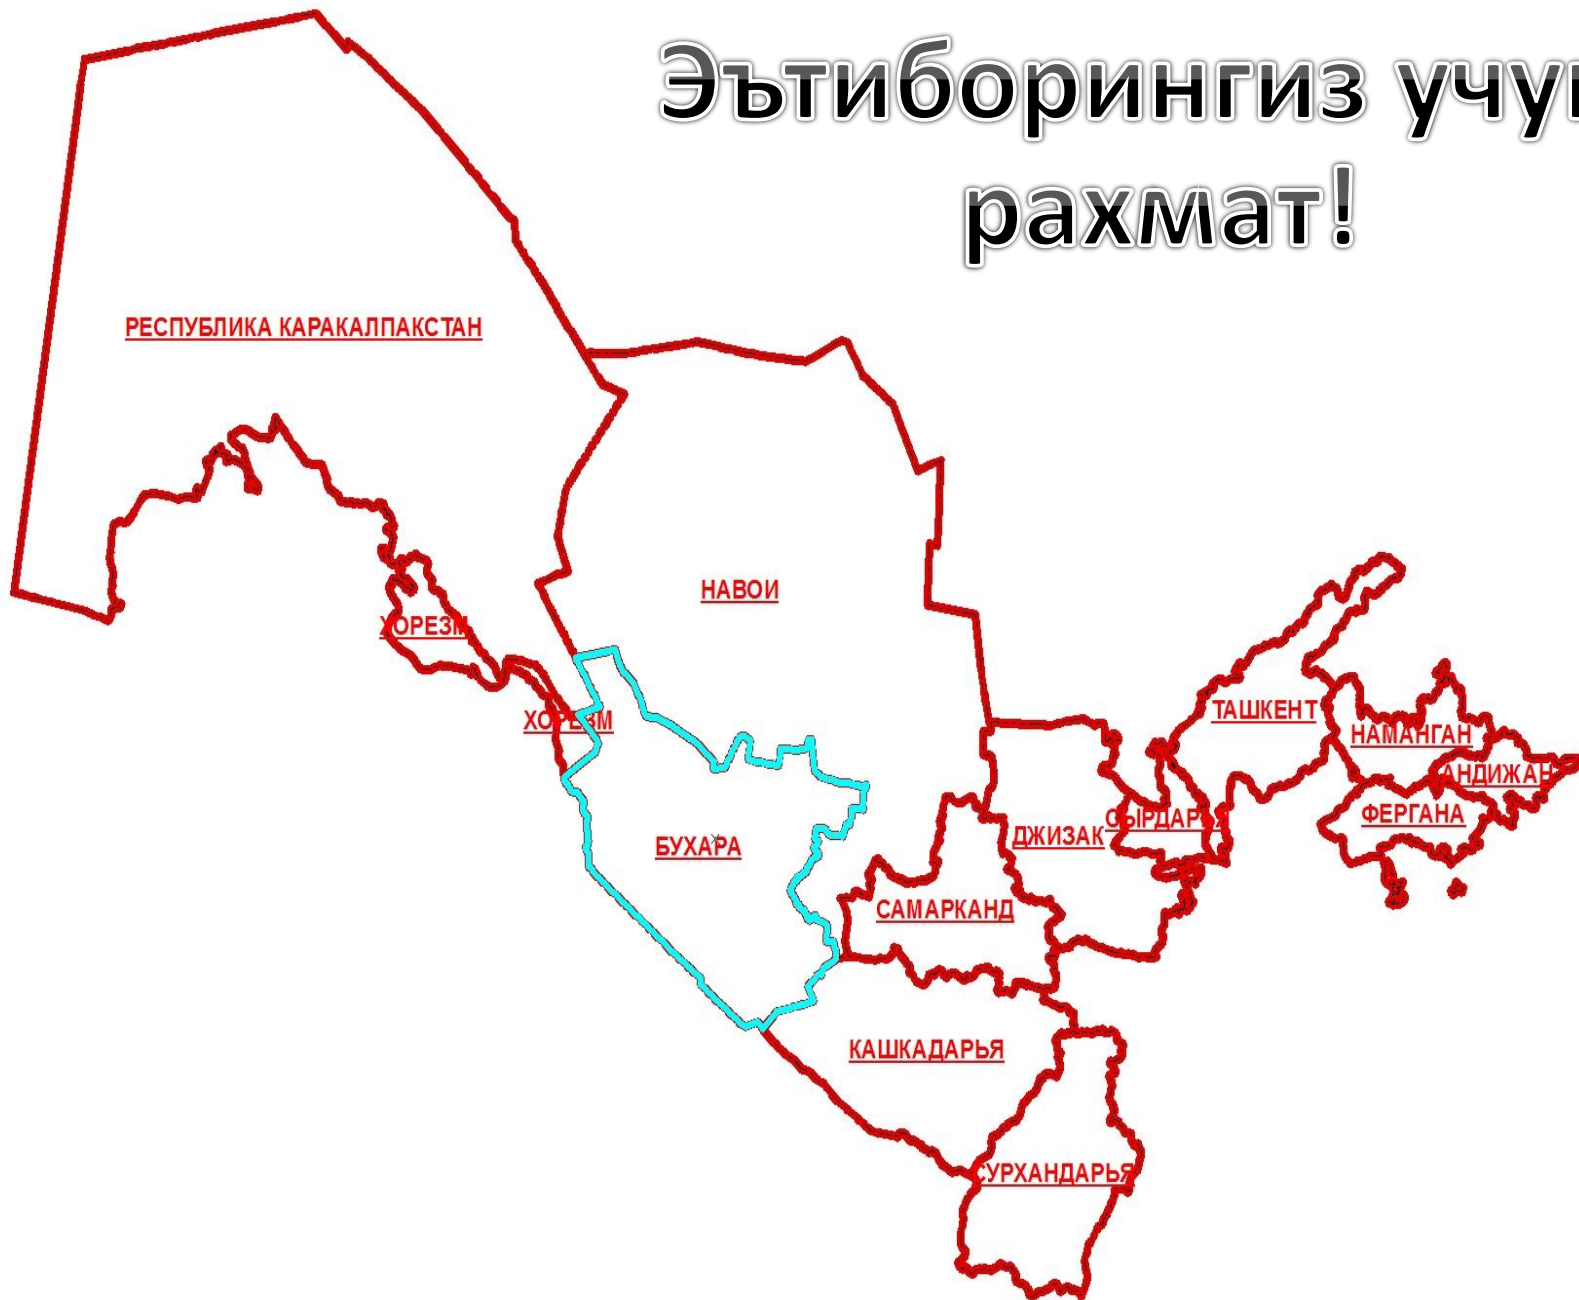 Эътиборингиз учун
рахмат!
РЕСПУБЛИКА КАРАКАЛПАКСТАН
НАВОИ
ХОРЕЗМ
ХОРЕЗМ
ТАШКЕНТ
НАМАНГАН
АНДИЖАН
ФЕРГАНА
СЫРДАРЬЯ
ДЖИЗАК
БУХАРА
САМАРКАНД
КАШКАДАРЬЯ
СУРХАНДАРЬЯ